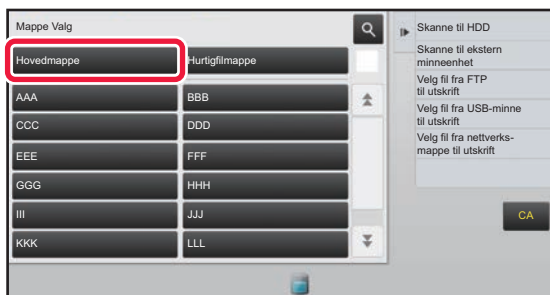 Mappe Valg
Hovedmappe
Hurtigfilmappe
AAA
BBB
CCC
DDD
EEE
FFF
GGG
HHH
III
JJJ
KKK
LLL
Skanne til HDD
Skanne til ekstern
minneenhet
Velg fil fra FTP
til utskrift
Velg fil fra USB-minne
til utskrift
Velg fil fra nettverks-
mappe til utskrift
CA